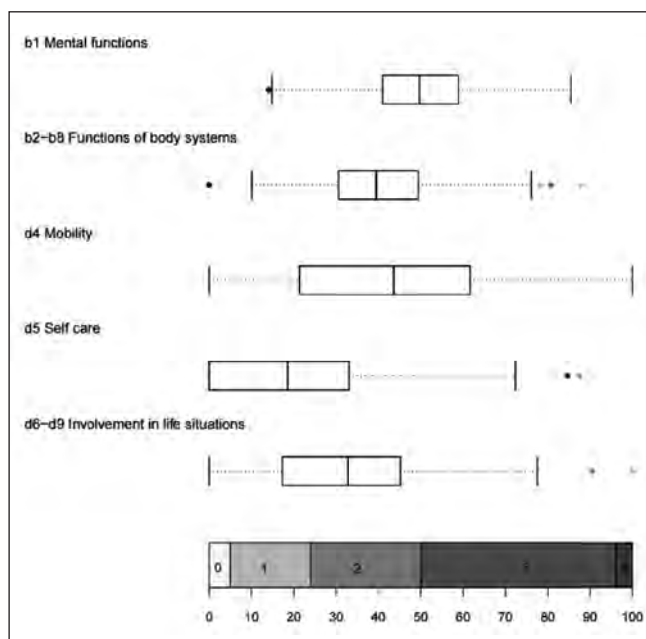 b1 Mental functions
b2-b8 Functions of body systems
d4 Mobility
d5 Self care
d6-d9 Involvement in life situations
0 1 2
0 10 20 30 40 50 60 70 80 90 100